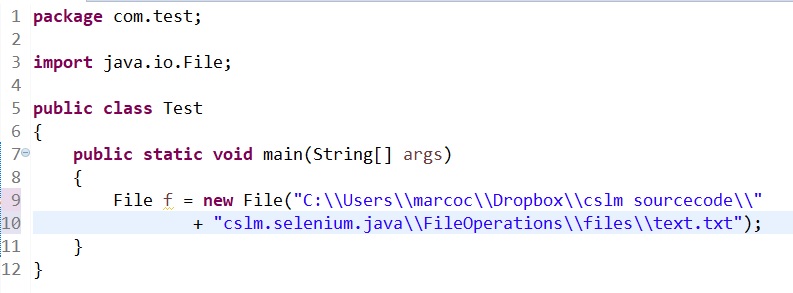 1 package com.test;
2
3 import java.io.File;
4
5 public class Test
6 {
7     public static void main(String[] args)
8     {
9         File f = new File("C:\\Users\\marcoc\\Dropbox\\cslm sourcecode\\"
10                 + "cslm.selenium.java\\FileOperations\\files\\text.txt");
11     }
12 }